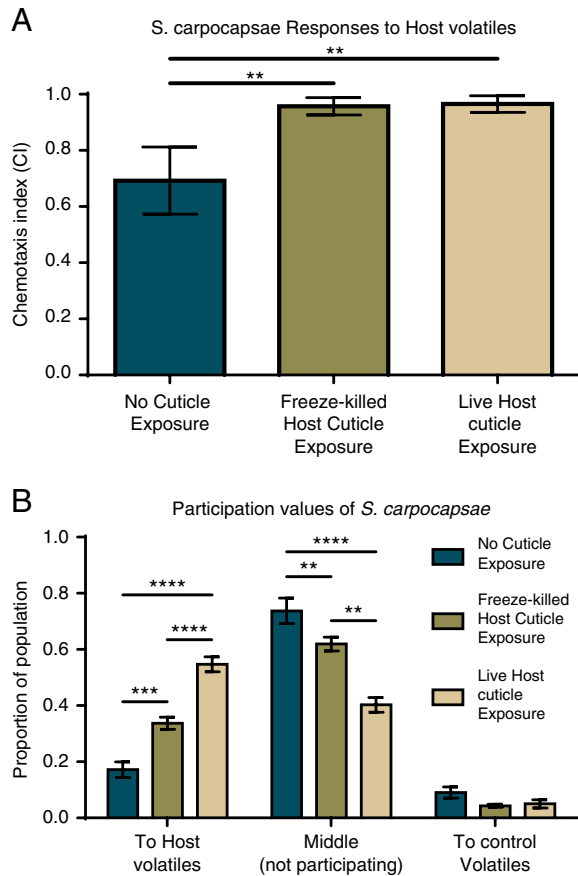 A
S. carpocapsae Responses to Host volatiles
**
**
Chemotaxis index (CI)
1.0
0.8
0.6
0.4
0.2
0.0
No Cuticle
Exposure
Freeze-killed
Host Cuticle
Exposure
Live Host
cuticle
Exposure
B
Participation values of S. carpocapsae
Proportion of population
1.0
0.8
0.6
0.4
0.2
0.0
****
****
***
****
**
**
No Cuticle
Exposure
Freeze-killed
Host Cuticle
Exposure
Live Host
cuticle
Exposure
To Host
volatiles
Middle
(not participating)
To control
Volatiles